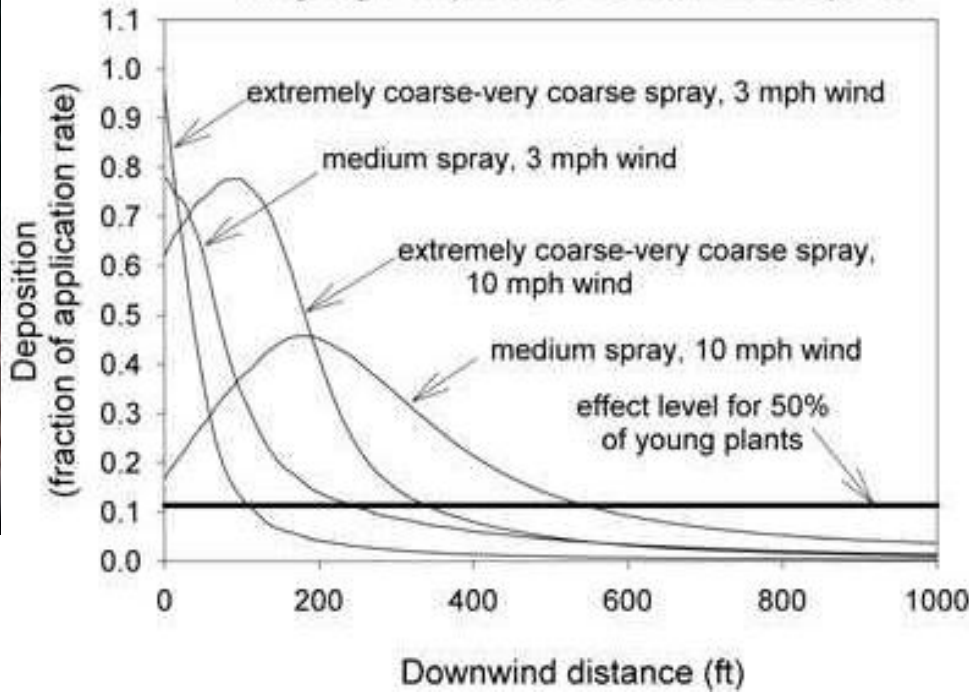 1.1
1.0
0.9
0.8
0.7
0.6
0.5
0.4
0.3
0.2
0.1
0.0
Deposition
(fraction of application rate)
extremely coarse-very coarse spray, 3 mph wind
medium spray, 3 mph wind
extremely coarse-very coarse spray,
10 mph wind
medium spray, 10 mph wind
effect level for 50%
of young plants
0 200 400 600 800 1000
Downwind distance (ft)